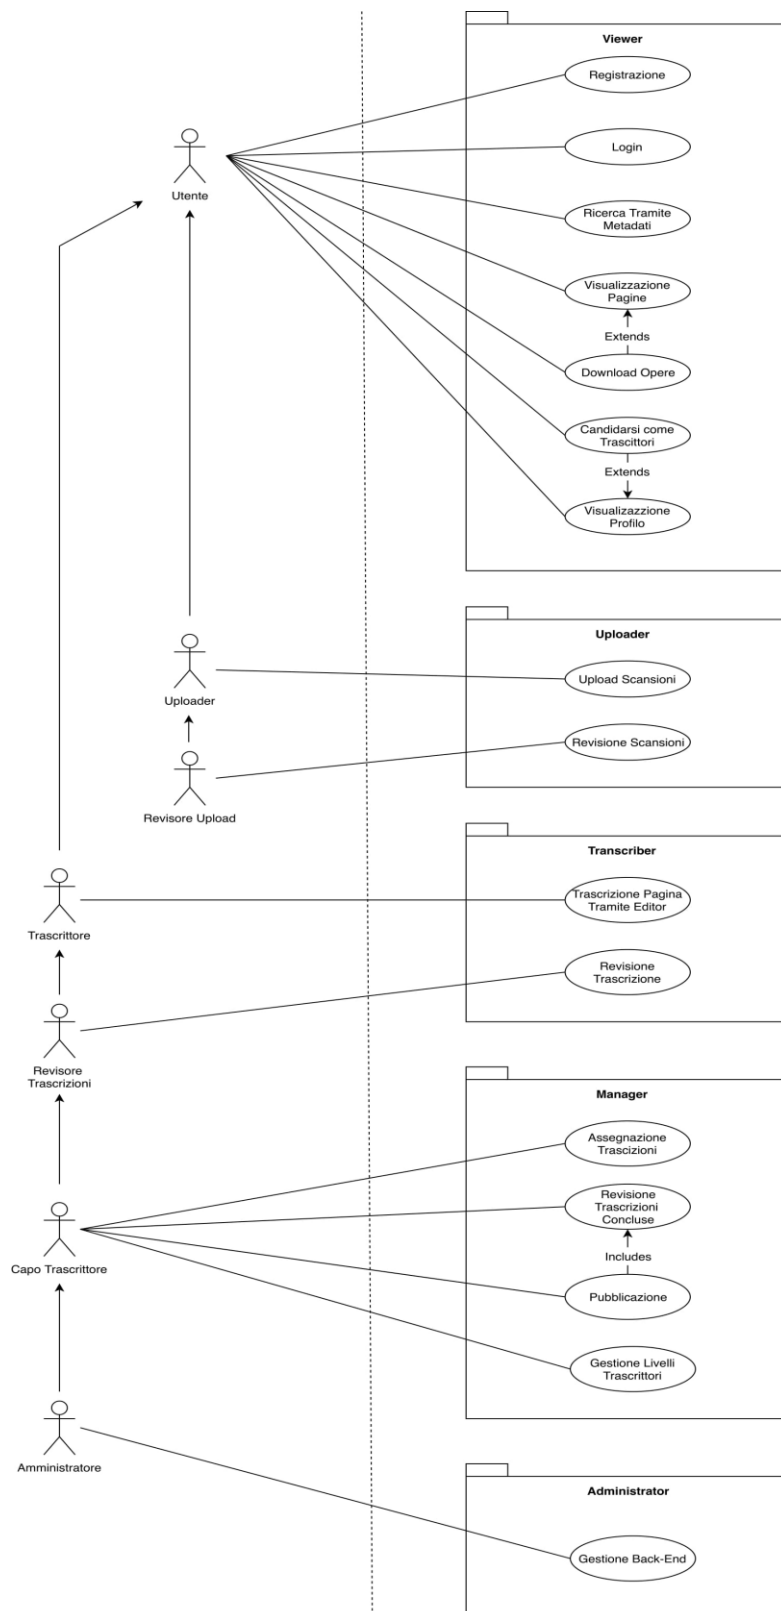 Viewer
Registrazione
Login
Utente
Ricerca Tramite
Metadati
Visualizzazione
Pagine
Extends
Download Opere
Candidarsi come
Trascittori
Extends
Visualizazzione
Profilo
Uploader
Uploader
Upload Scansioni
Revisione Scansioni
Revisore Upload
Transcriber
Trascrizione Pagina
Tramite Editor
Trascrittore
Revisione
Trascrizione
Revisore
Trascrizioni
Manager
Assegnazione
Trascizioni
Revisione
Trascrizioni
Concluse
Includes
Capo Trascrittore
Pubblicazione
Gestione Livelli
Trascrittori
Amministratore
Administrator
Gestione Back-End